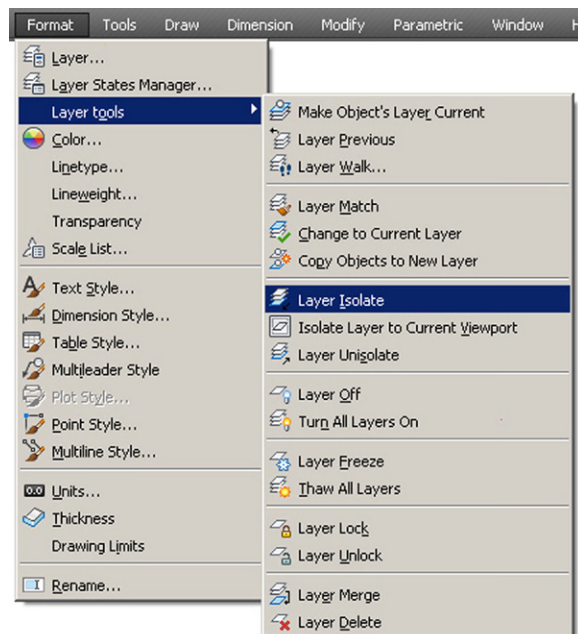 Format Tools Draw Dimension Modify Parametric Window H
Layer...
Layer States Manager...
Layer tools
Color...
Linetype...
Lineweight...
Transparency
Scale List...
Text Style...
Dimension Style...
Table Style...
Multileader Style
Plot Style...
Point Style...
Multiline Style...
0.0 Units...
Thickness
Drawing Limits
Rename...
Make Object's Layer Current
Layer Previous
Layer Walk...
Layer Match
Change to Current Layer
Copy Objects to New Layer
Layer Isolate
Isolate Layer to Current Viewport
Layer Unisolate
Layer Off
Turn All Layers On
Layer Freeze
Thaw All Layers
Layer Lock
Layer Unlock
Layer Merge
Layer Delete